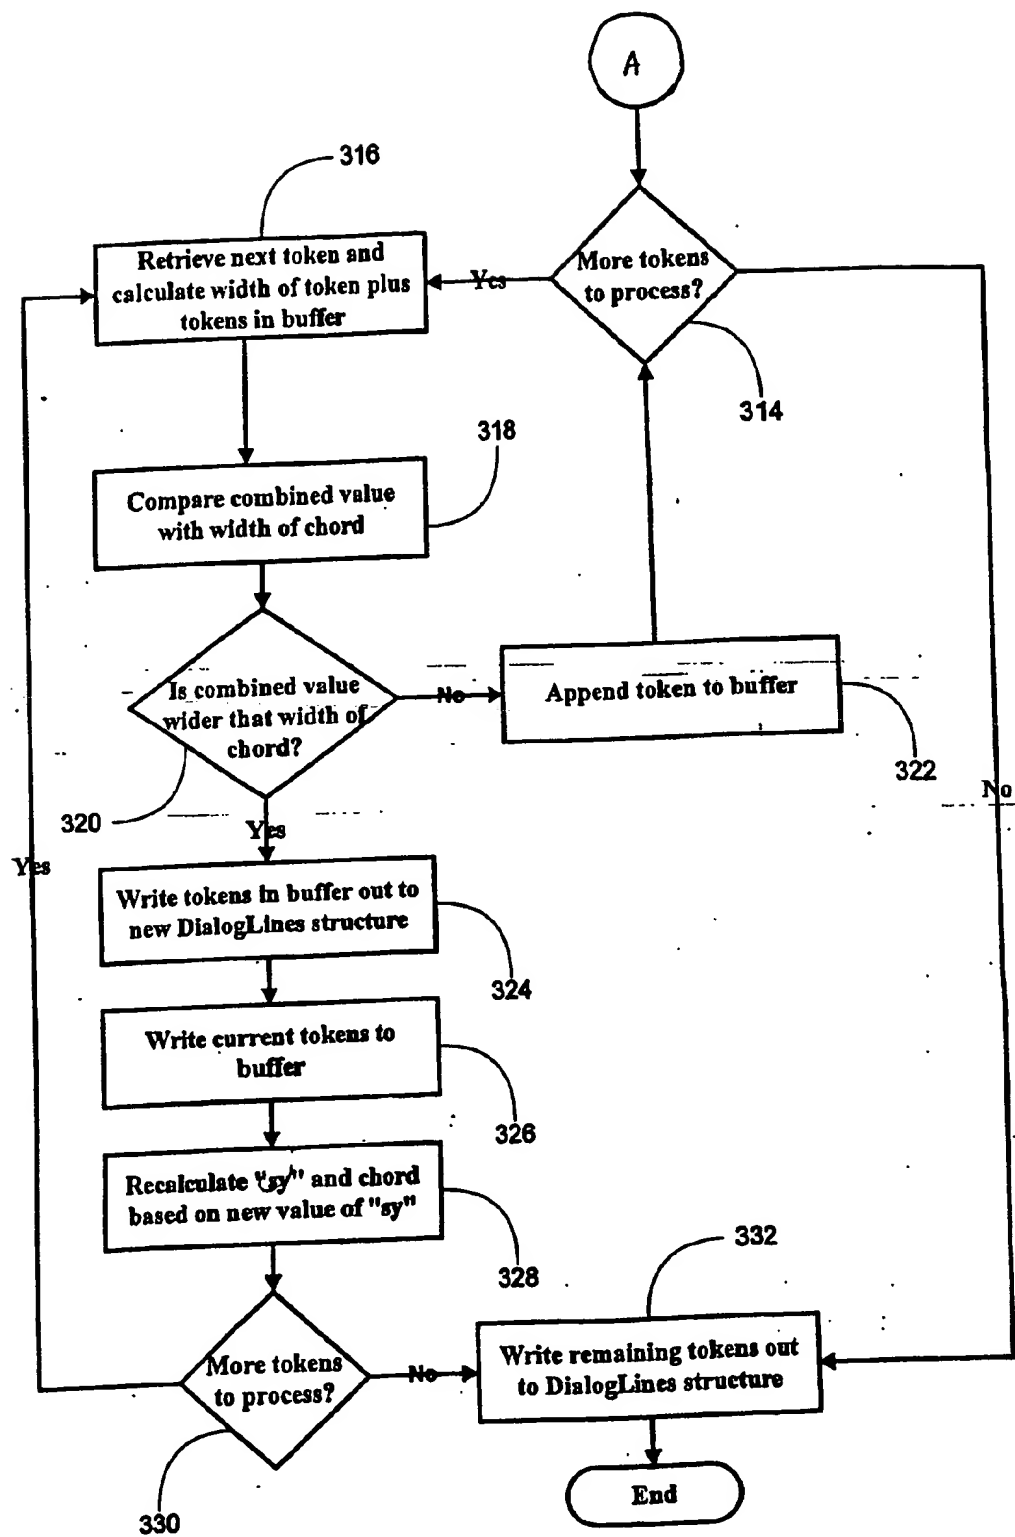 A
316
Retrieve next token and
calculate width of token plus
tokens in buffer
Yes
More tokens
to process?
314
318
Compare combined value
with width of chord
Is combined value
wider that width of
chord?
No
Append token to buffer
322
320
Yes
No
Yes
Write tokens in buffer out to
new DialogLines structure
324
Write current tokens to
buffer
326
Recalculate "sy" and chord
based on new value of "sy"
328
332
More tokens
to process?
No
Write remaining tokens out
to DialogLines structure
330
End